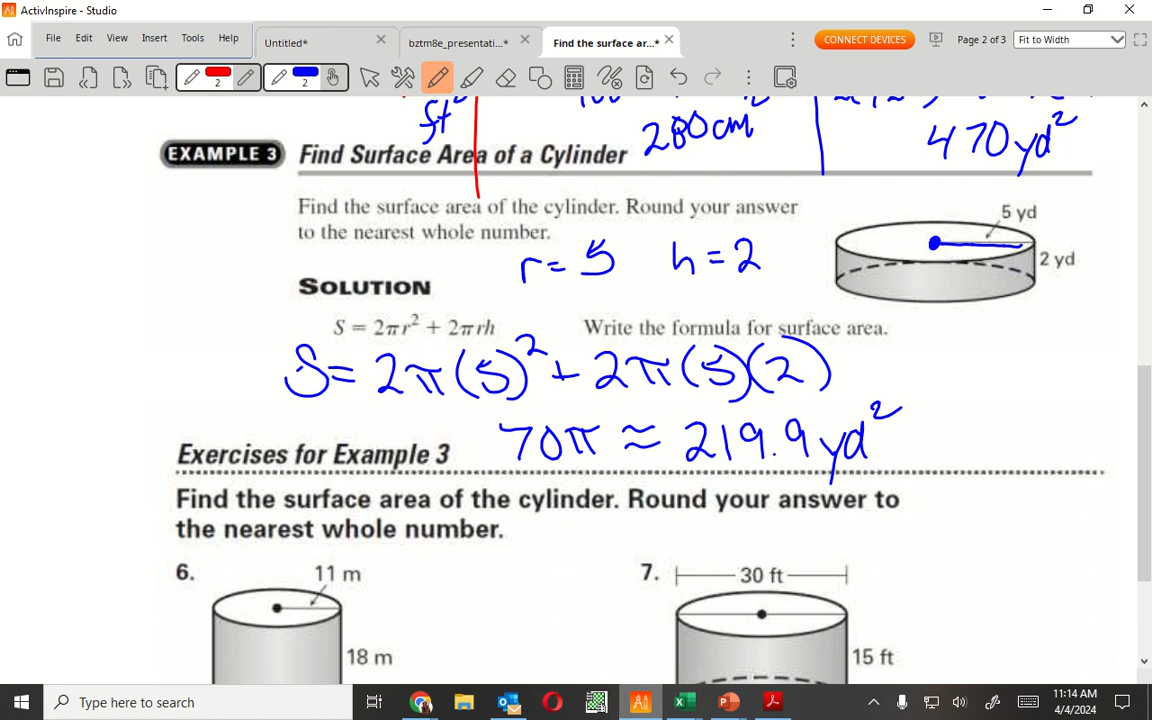 ActivInspire - Studio
File Edit View Insert Tools Help
Untitled* bztm8e_presentati...* Find the surface ar...*
CONNECT DEVICES Page 2 of 3 Fit to Width
2 2
ft² 280cm² 470yd²
EXAMPLE 3 Find Surface Area of a Cylinder
Find the surface area of the cylinder. Round your answer
to the nearest whole number.
5 yd
2 yd
r = 5 h = 2
SOLUTION
S = 2πr² + 2πrh Write the formula for surface area.
S = 2π(5)² + 2π(5)(2)
70π ≈ 219.9yd²
Exercises for Example 3
Find the surface area of the cylinder. Round your answer to
the nearest whole number.
6. 11 m
18 m
7. 30 ft
15 ft
Type here to search
11:14 AM
4/4/2024